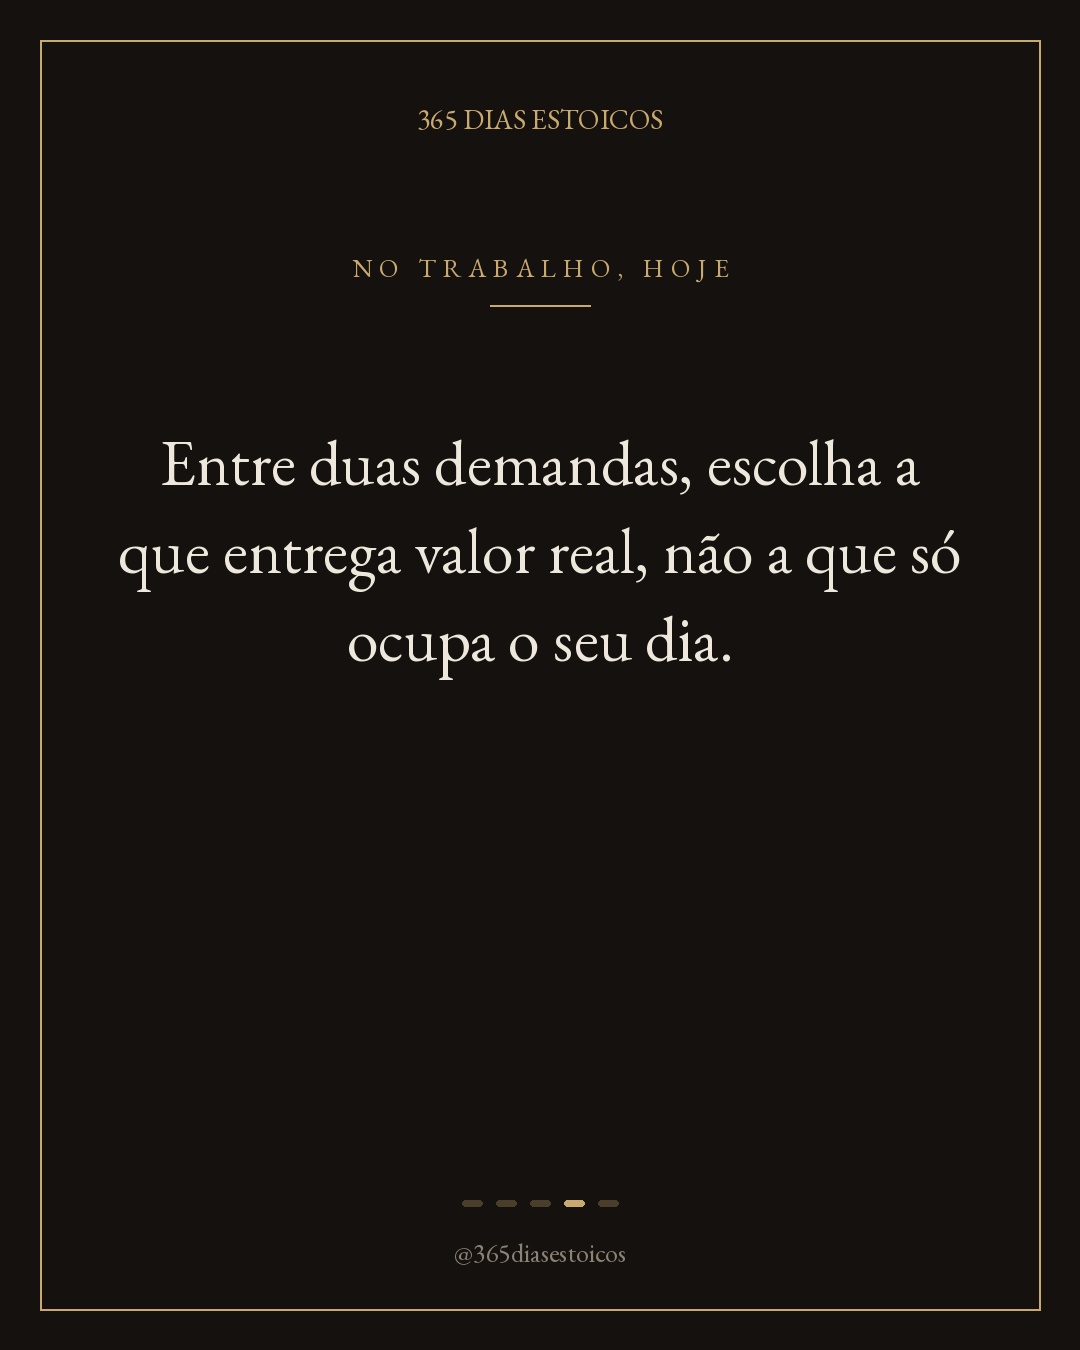 365 DIAS ESTOICOS
NO TRABALHO, HOJE
Entre duas demandas, escolha a
que entrega valor real, não a que só
ocupa o seu dia.
@365diasestoicos